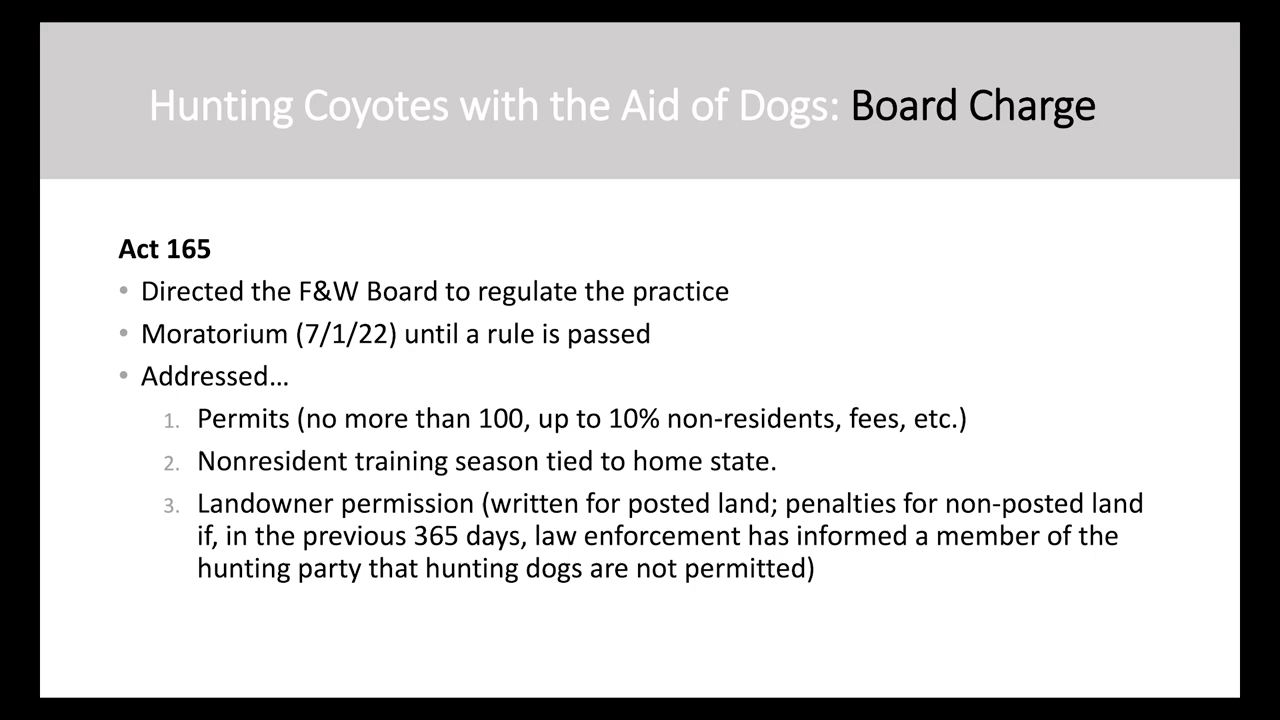 Hunting Coyotes with the Aid of Dogs: Board Charge
Act 165
• Directed the F&W Board to regulate the practice
• Moratorium (7/1/22) until a rule is passed
• Addressed…
1. Permits (no more than 100, up to 10% non-residents, fees, etc.)
2. Nonresident training season tied to home state.
3. Landowner permission (written for posted land; penalties for non-posted land
if, in the previous 365 days, law enforcement has informed a member of the
hunting party that hunting dogs are not permitted)